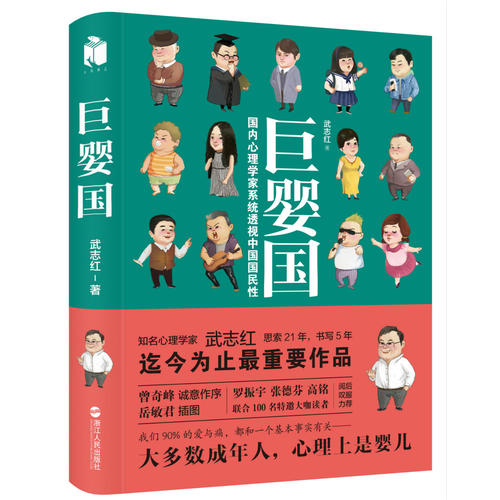 巨婴国
武志红-著
浙江人民出版社
巨婴国
武志红 著
国内心理学家系统透视中国国民性
知名心理学家 武志红 思索21年，书写5年
迄今为止最重要作品
曾奇峰 诚意作序
岳敏君 插图
罗振宇 张德芬 高铭
联合100名特邀大咖读者
阅后叹服力荐
我们90%的爱与痛，都和一个基本事实有关——
大多数成年人，心理上是婴儿